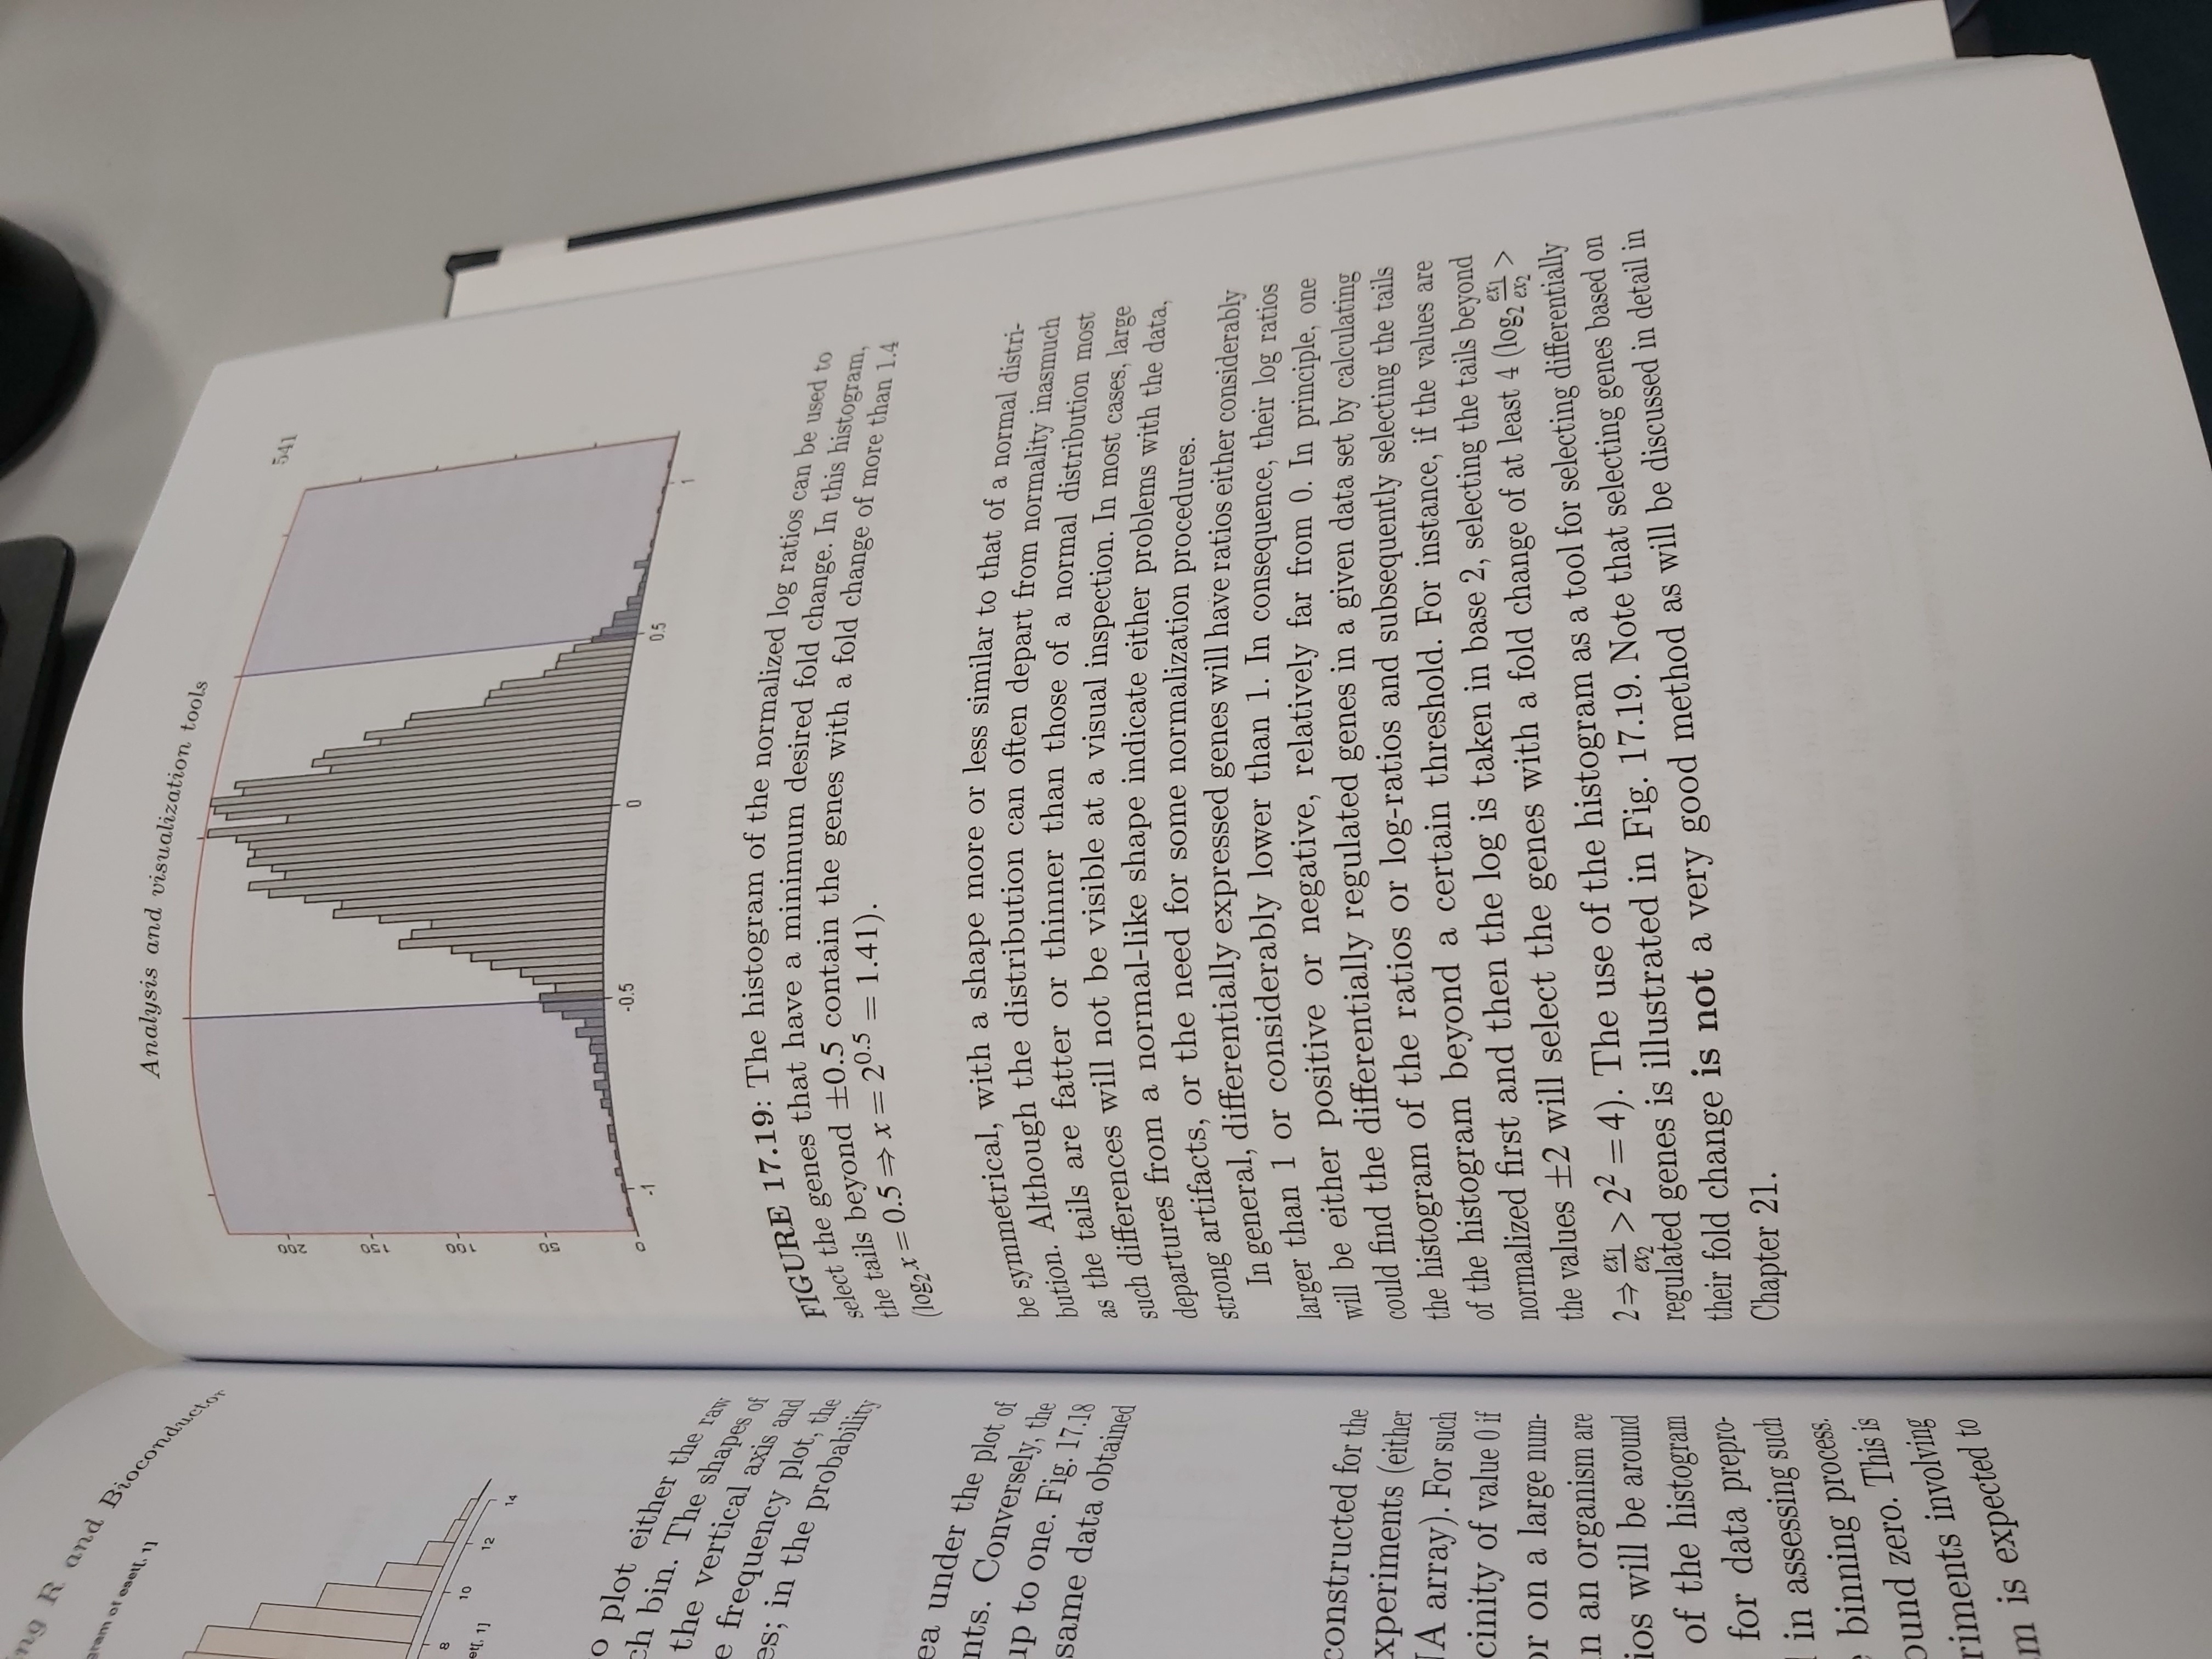 ng R and Bioconductor
gram of eset[, 1]
8
10
12
14
et[, 1]
o plot either the raw
ch bin. The shapes of
the vertical axis and
e frequency plot, the
es; in the probability
ea under the plot of
nts. Conversely, the
up to one. Fig. 17.18
same data obtained
constructed for the
xperiments (either
A array). For such
cinity of value 0 if
or on a large num-
n an organism are
ios will be around
of the histogram
for data prepro-
in assessing such
binning process.
ound zero. This is
riments involving
m is expected to
Analysis and visualization tools
541
200
150
100
50
0
-1
-0.5
0
0.5
1
FIGURE 17.19: The histogram of the normalized log ratios can be used to
select the genes that have a minimum desired fold change. In this histogram,
the tails beyond ±0.5 contain the genes with a fold change of more than 1.4
(log₂x = 0.5 ⇒ x = 2^0.5 = 1.41).
be symmetrical, with a shape more or less similar to that of a normal distri-
bution. Although the distribution can often depart from normality inasmuch
as the tails are fatter or thinner than those of a normal distribution most
such differences will not be visible at a visual inspection. In most cases, large
departures from a normal-like shape indicate either problems with the data,
strong artifacts, or the need for some normalization procedures.
In general, differentially expressed genes will have ratios either considerably
larger than 1 or considerably lower than 1. In consequence, their log ratios
will be either positive or negative, relatively far from 0. In principle, one
could find the differentially regulated genes in a given data set by calculating
the histogram of the ratios or log-ratios and subsequently selecting the tails
of the histogram beyond a certain threshold. For instance, if the values are
normalized first and then the log is taken in base 2, selecting the tails beyond
the values ±2 will select the genes with a fold change of at least 4 (log₂ ex₁/ex₂ >
2 ⇒ ex₁/ex₂ > 2² = 4). The use of the histogram as a tool for selecting differentially
regulated genes is illustrated in Fig. 17.19. Note that selecting genes based on
their fold change is not a very good method as will be discussed in detail in
Chapter 21.